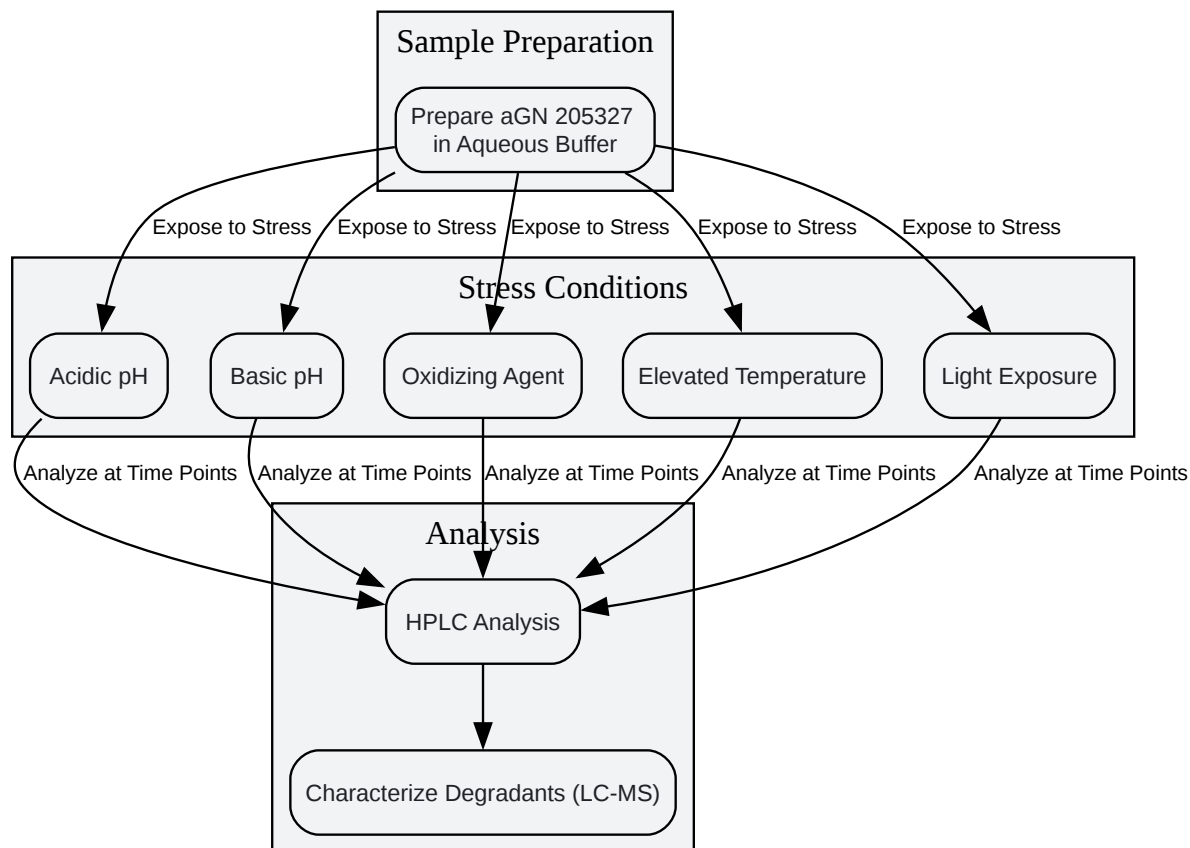 Sample Preparation
Prepare aGN 205327
in Aqueous Buffer
Expose to Stress
Expose to Stress
Expose to Stress
Expose to Stress
Expose to Stress
Stress Conditions
Acidic pH
Basic pH
Oxidizing Agent
Elevated Temperature
Light Exposure
Analyze at Time Points
Analyze at Time Points
Analyze at Time Points
Analyze at Time Points
Analyze at Time Points
Analysis
HPLC Analysis
Characterize Degradants (LC-MS)